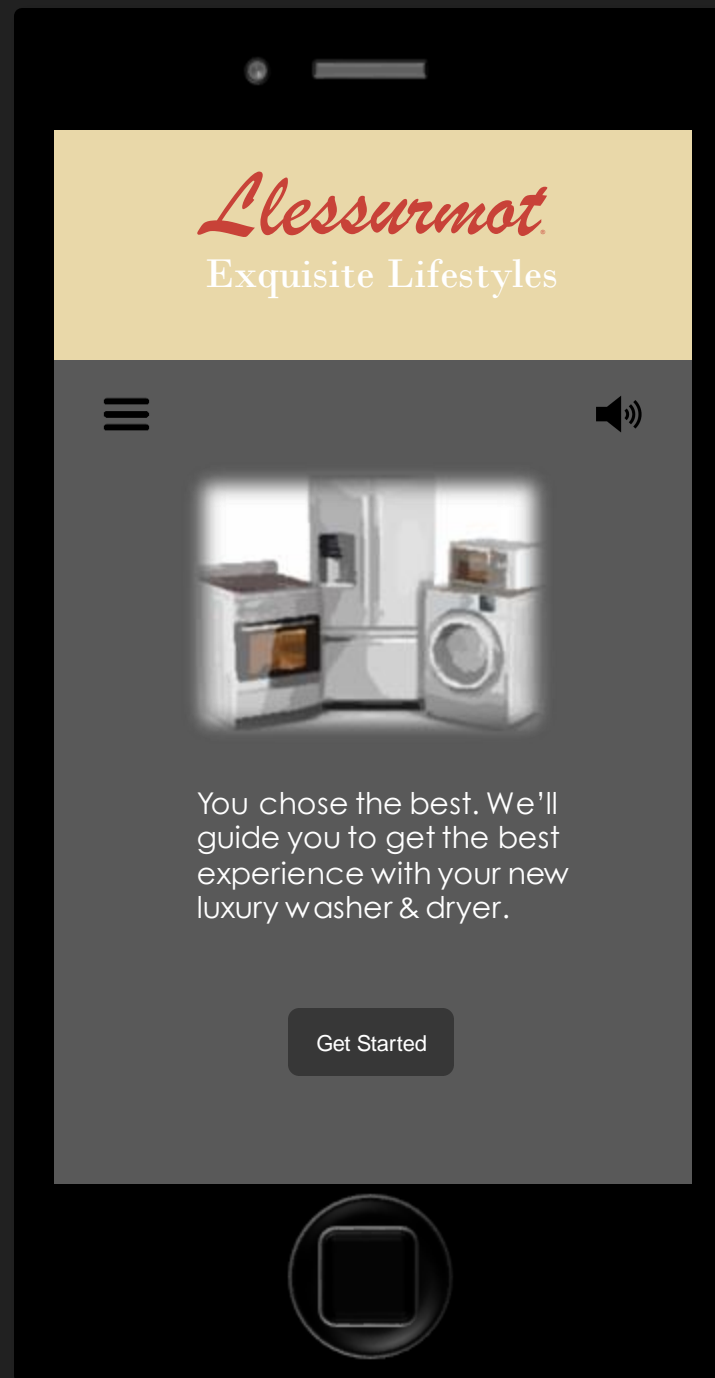 Llessurmot
Exquisite Lifestyles
You chose the best. We’ll
guide you to get the best
experience with your new
luxury washer & dryer.
Get Started